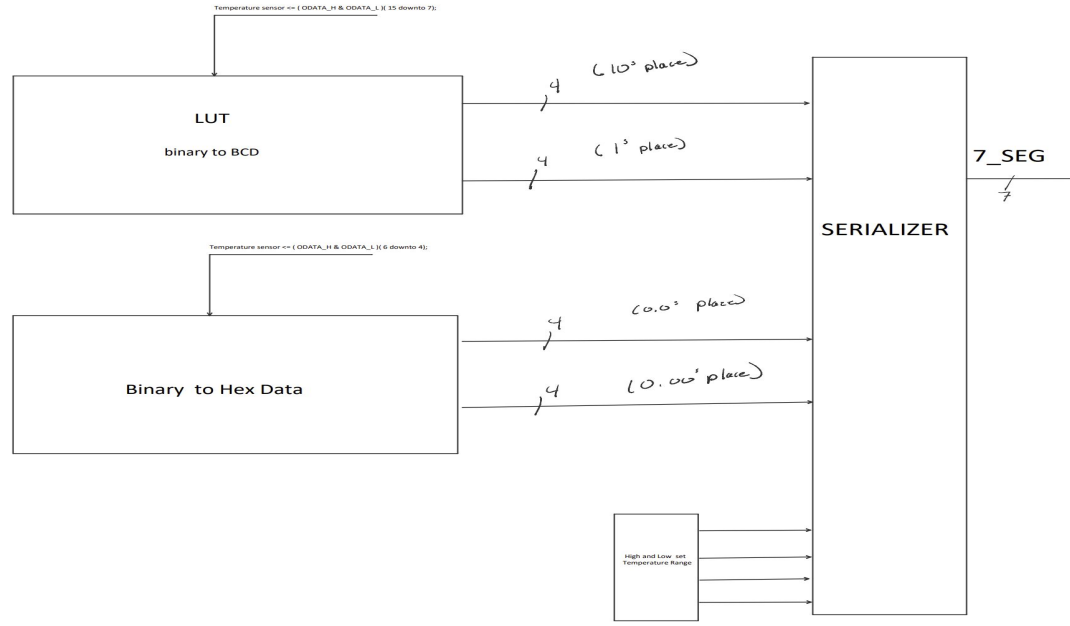 Temperature sensor <= ( ODATA_H & ODATA_L )( 15 downto 7);
LUT
binary to BCD
4
(10's place)
4
(1's place)
7_SEG
7
SERIALIZER
Temperature sensor <= ( ODATA_H & ODATA_L )( 6 downto 4);
Binary to Hex Data
4
(0.0's place)
4
(0.00's place)
High and Low set
Temperature Range